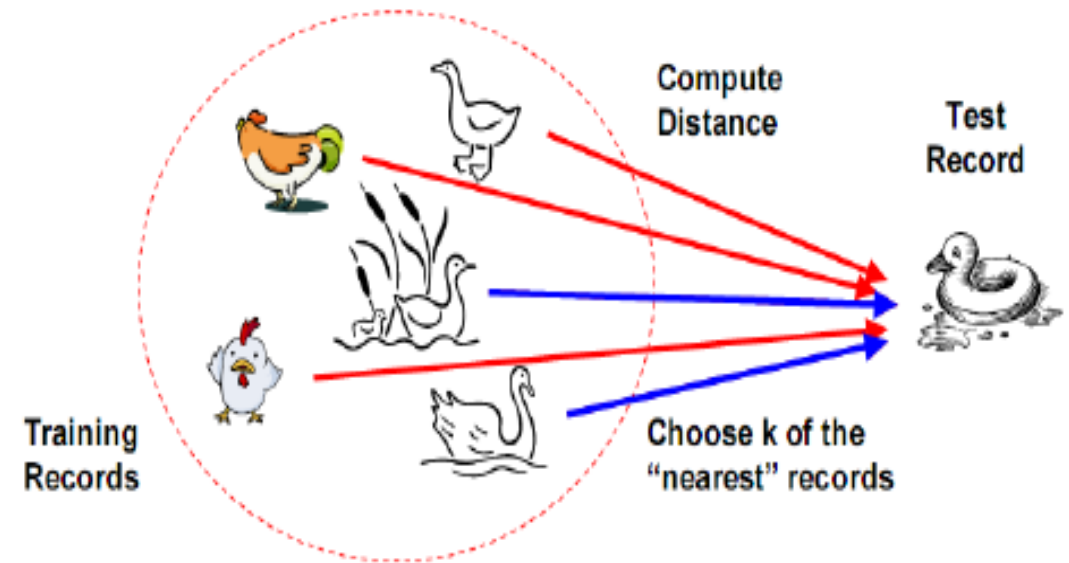 Compute
Distance
Test
Record
Training
Records
Choose k of the
“nearest” records